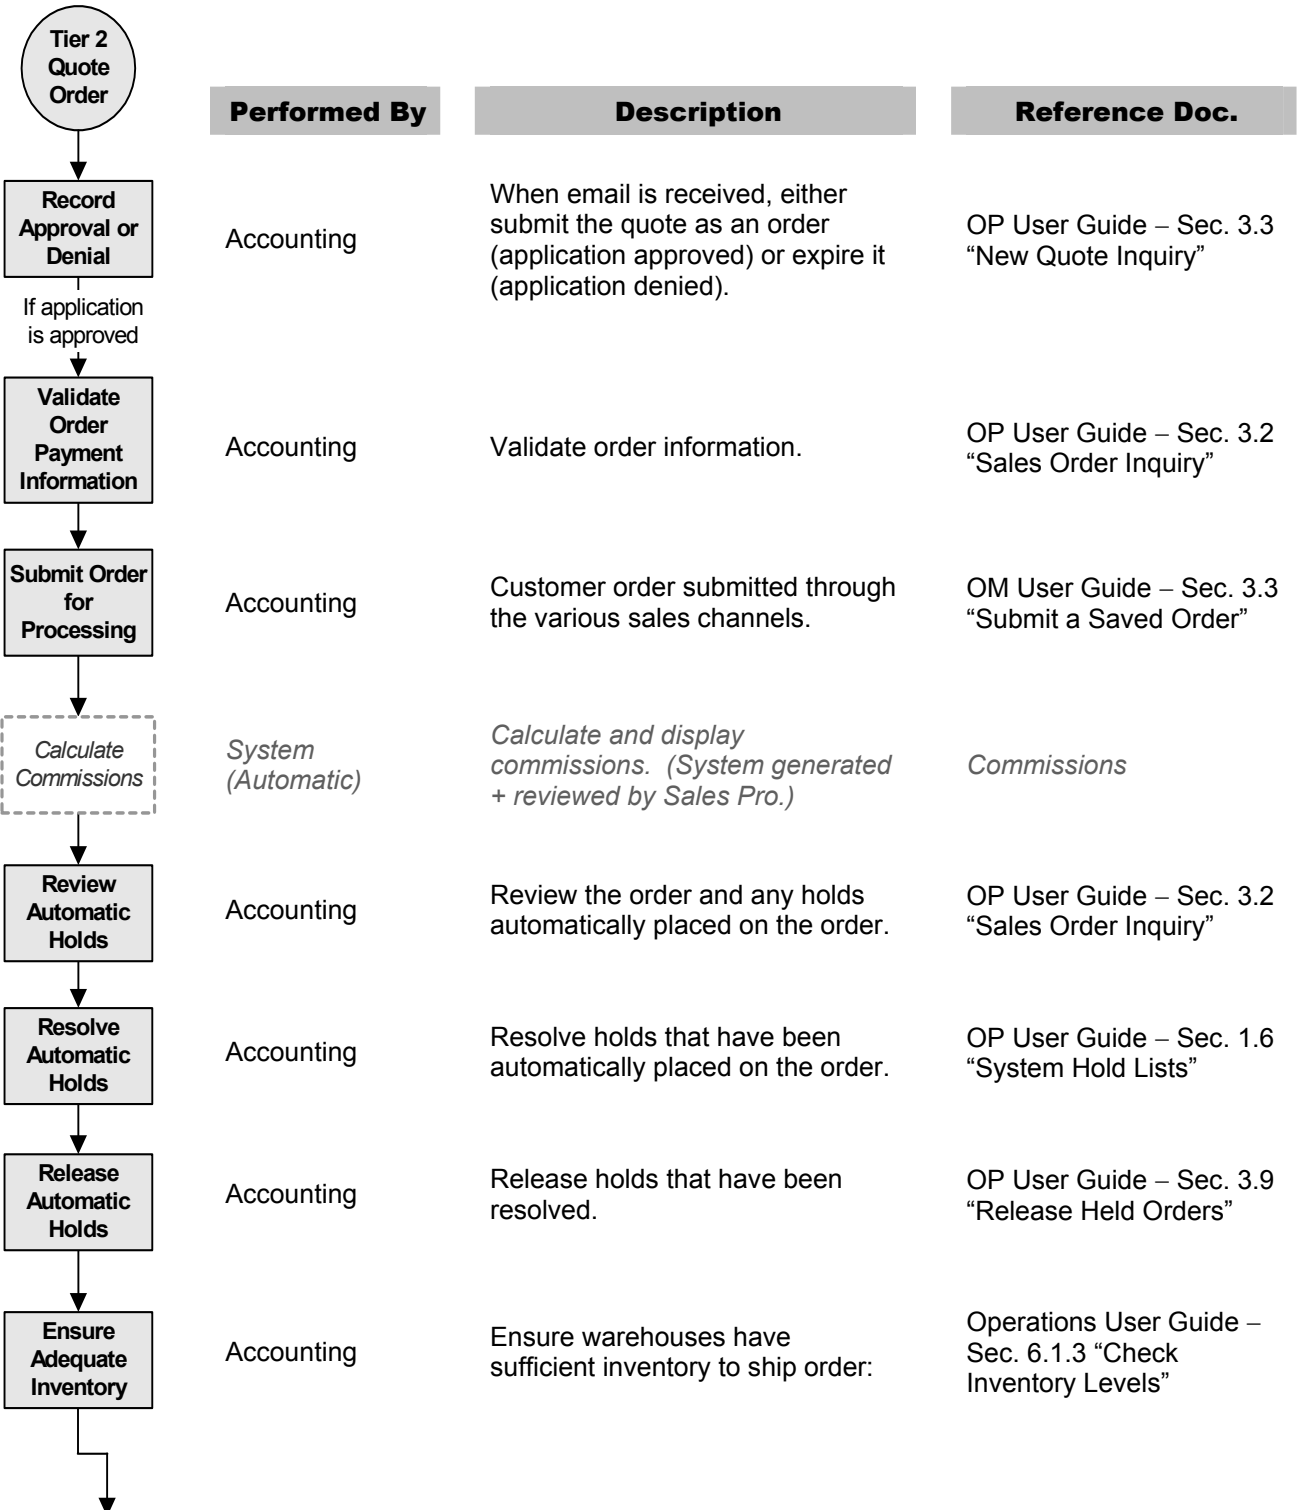 Tier 2
Quote
Order
Performed By
Description
Reference Doc.
Record
Approval or
Denial
Accounting
When email is received, either
submit the quote as an order
(application approved) or expire it
(application denied).
OP User Guide – Sec. 3.3
“New Quote Inquiry”
If application
is approved
Validate
Order
Payment
Information
Accounting
Validate order information.
OP User Guide – Sec. 3.2
“Sales Order Inquiry”
Submit Order
for
Processing
Accounting
Customer order submitted through
the various sales channels.
OM User Guide – Sec. 3.3
“Submit a Saved Order”
Calculate
Commissions
System
(Automatic)
Calculate and display
commissions.  (System generated
+ reviewed by Sales Pro.)
Commissions
Review
Automatic
Holds
Accounting
Review the order and any holds
automatically placed on the order.
OP User Guide – Sec. 3.2
“Sales Order Inquiry”
Resolve
Automatic
Holds
Accounting
Resolve holds that have been
automatically placed on the order.
OP User Guide – Sec. 1.6
“System Hold Lists”
Release
Automatic
Holds
Accounting
Release holds that have been
resolved.
OP User Guide – Sec. 3.9
“Release Held Orders”
Ensure
Adequate
Inventory
Accounting
Ensure warehouses have
sufficient inventory to ship order:
Operations User Guide –
Sec. 6.1.3 “Check
Inventory Levels”